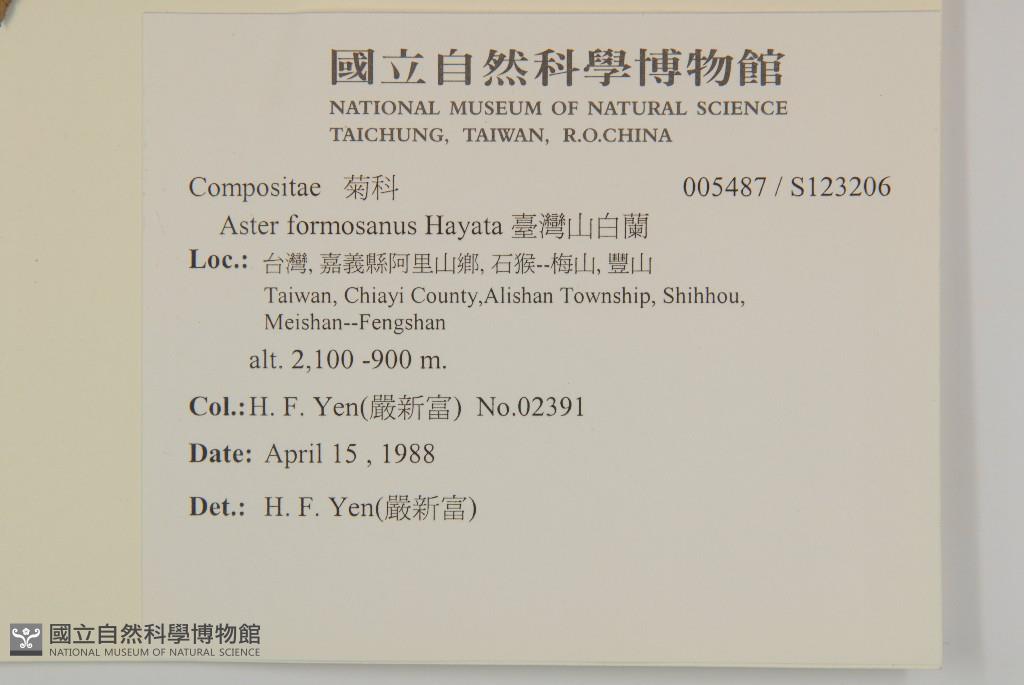 國立自然科學博物館
NATIONAL MUSEUM OF NATURAL SCIENCE
TAICHUNG, TAIWAN, R.O.CHINA
Compositae 菊科 005487 / S123206
Aster formosanus Hayata 臺灣山白蘭
Loc.: 台灣, 嘉義縣阿里山鄉, 石猴--梅山, 豐山
Taiwan, Chiayi County,Alishan Township, Shihhou,
Meishan--Fengshan
alt. 2,100 -900 m.
Col.:H. F. Yen(嚴新富) No.02391
Date: April 15 , 1988
Det.: H. F. Yen(嚴新富)
國立自然科學博物館
NATIONAL MUSEUM OF NATURAL SCIENCE